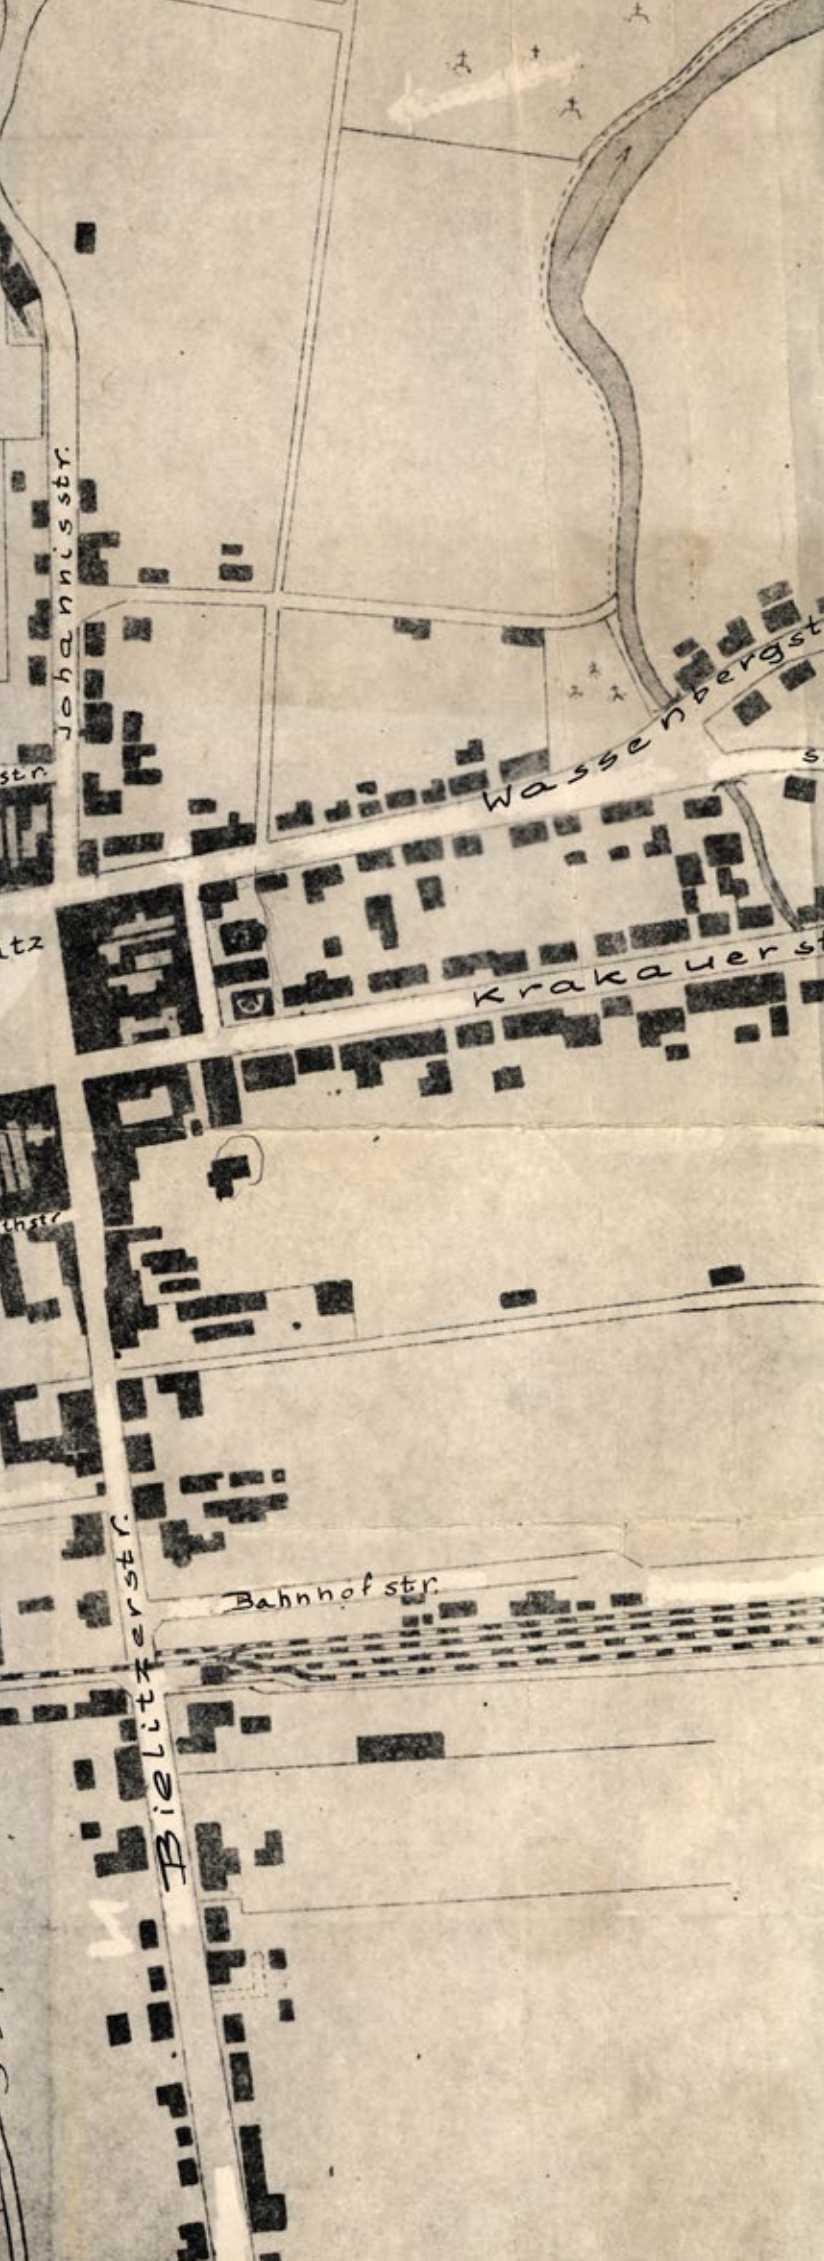 Johannisstr.
str.
Wassenbergst
s
tz
Krakauerst
thstr
Bahnhofstr.
Bielitzerstr.
N